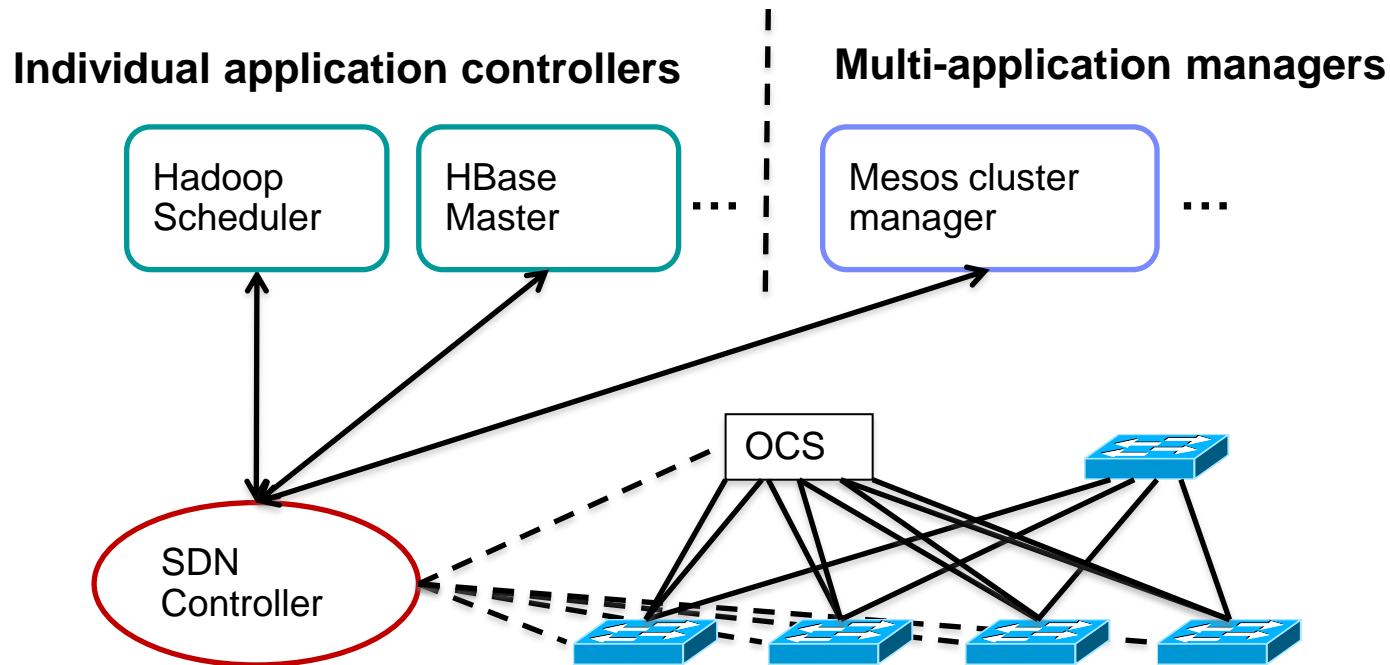 Individual application controllers
Multi-application managers
Hadoop
Scheduler
HBase
Master
...
Mesos cluster
manager
...
OCS
SDN
Controller